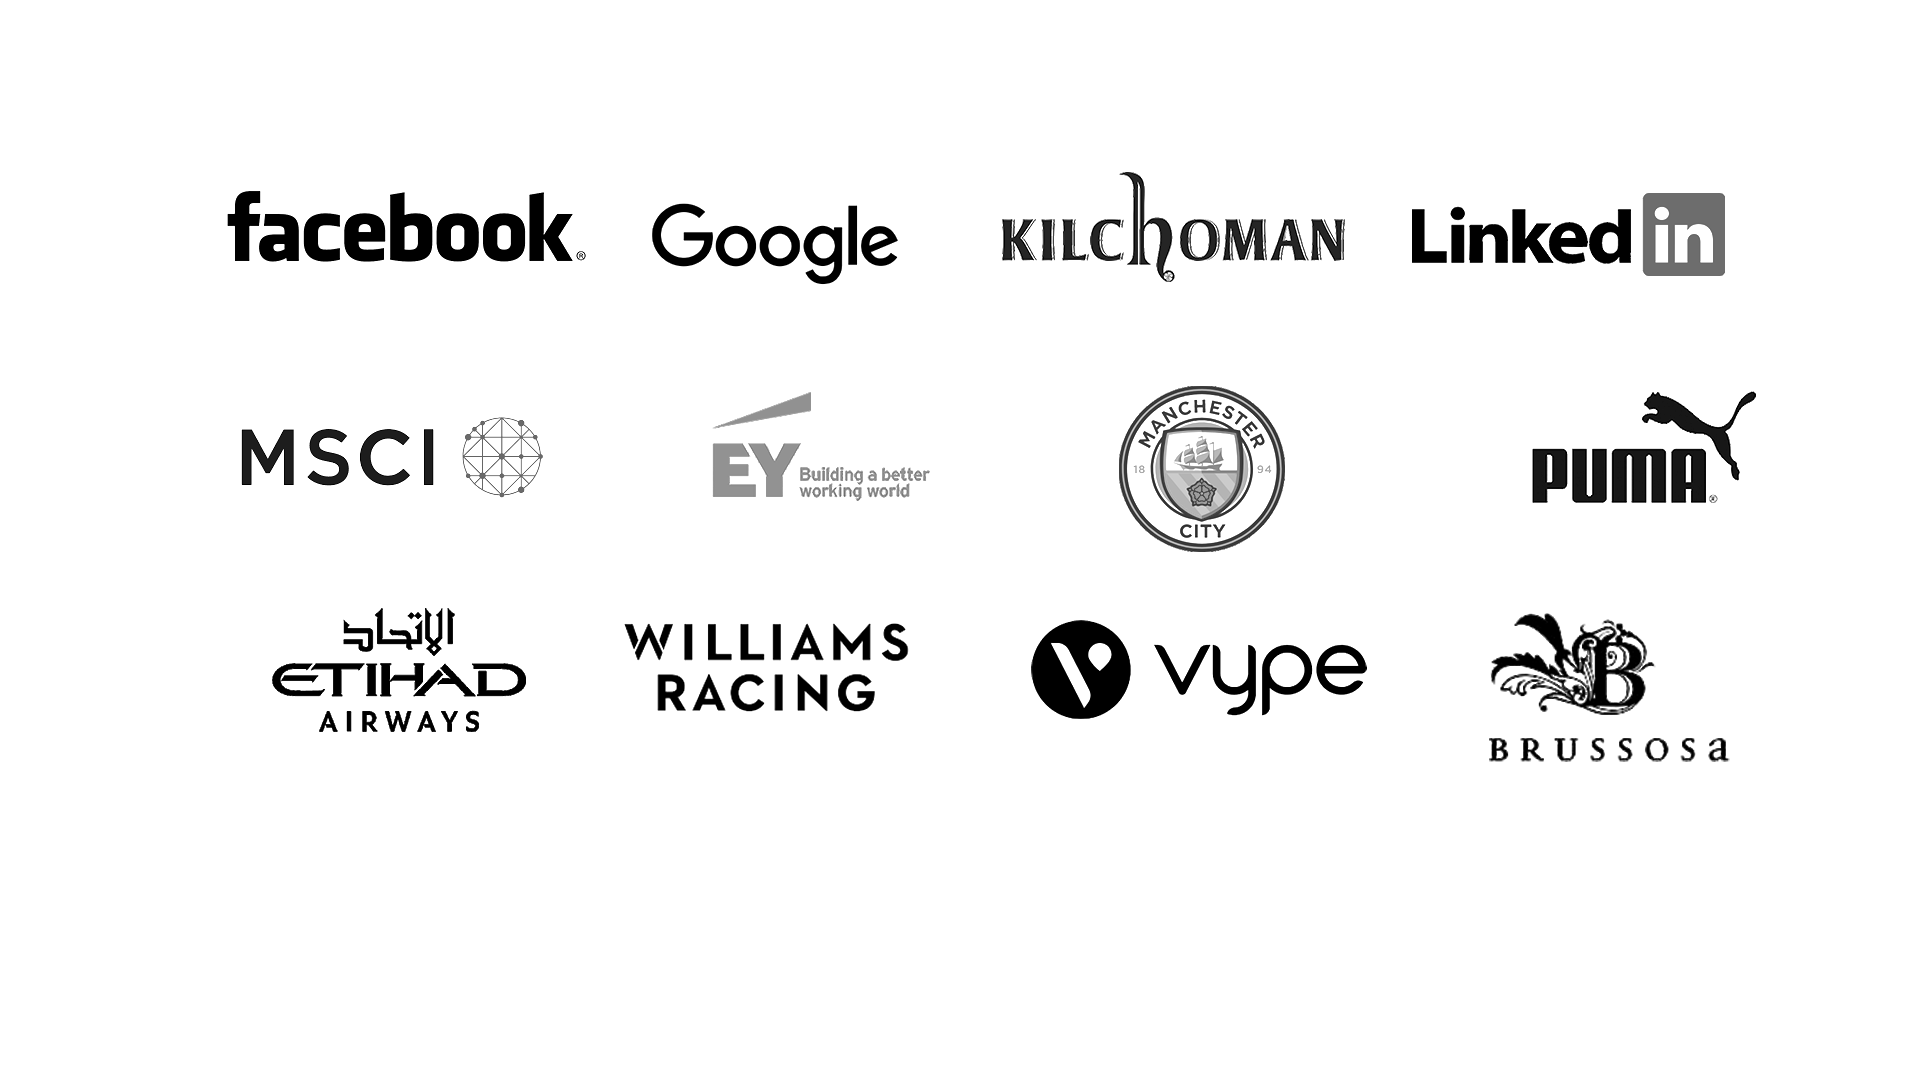 facebook®
Google
KILCHOMAN
Linked in
MSCI
EY Building a better
working world
MANCHESTER
18 94
CITY
PUMA®
الإتحاد
ETIHAD
AIRWAYS
WILLIAMS
RACING
v vype
B
BRUSSOSa